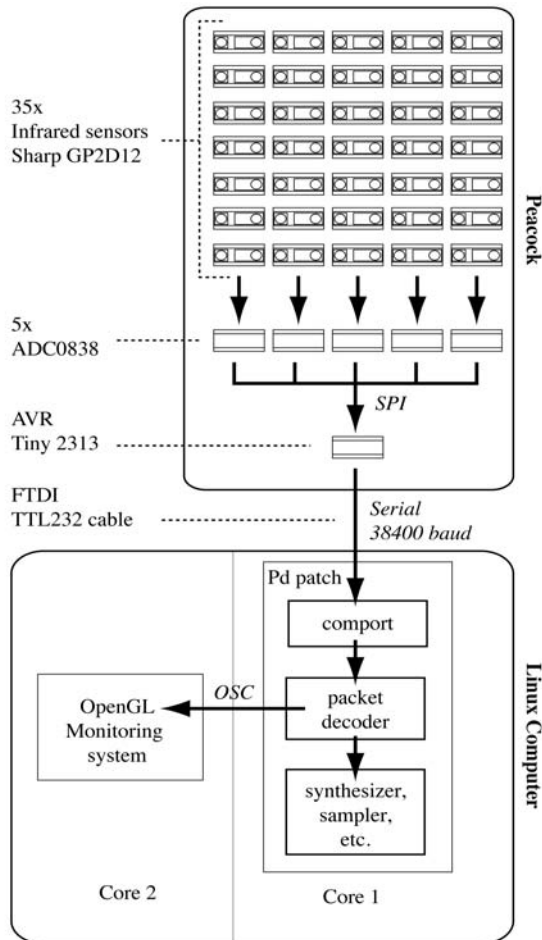 35x
Infrared sensors
Sharp GP2D12
Peacock
5x
ADC0838
SPI
AVR
Tiny 2313
FTDI
TTL232 cable
Serial
38400 baud
Pd patch
comport
OSC
packet
decoder
OpenGL
Monitoring
system
synthesizer,
sampler,
etc.
Linux Computer
Core 2
Core 1